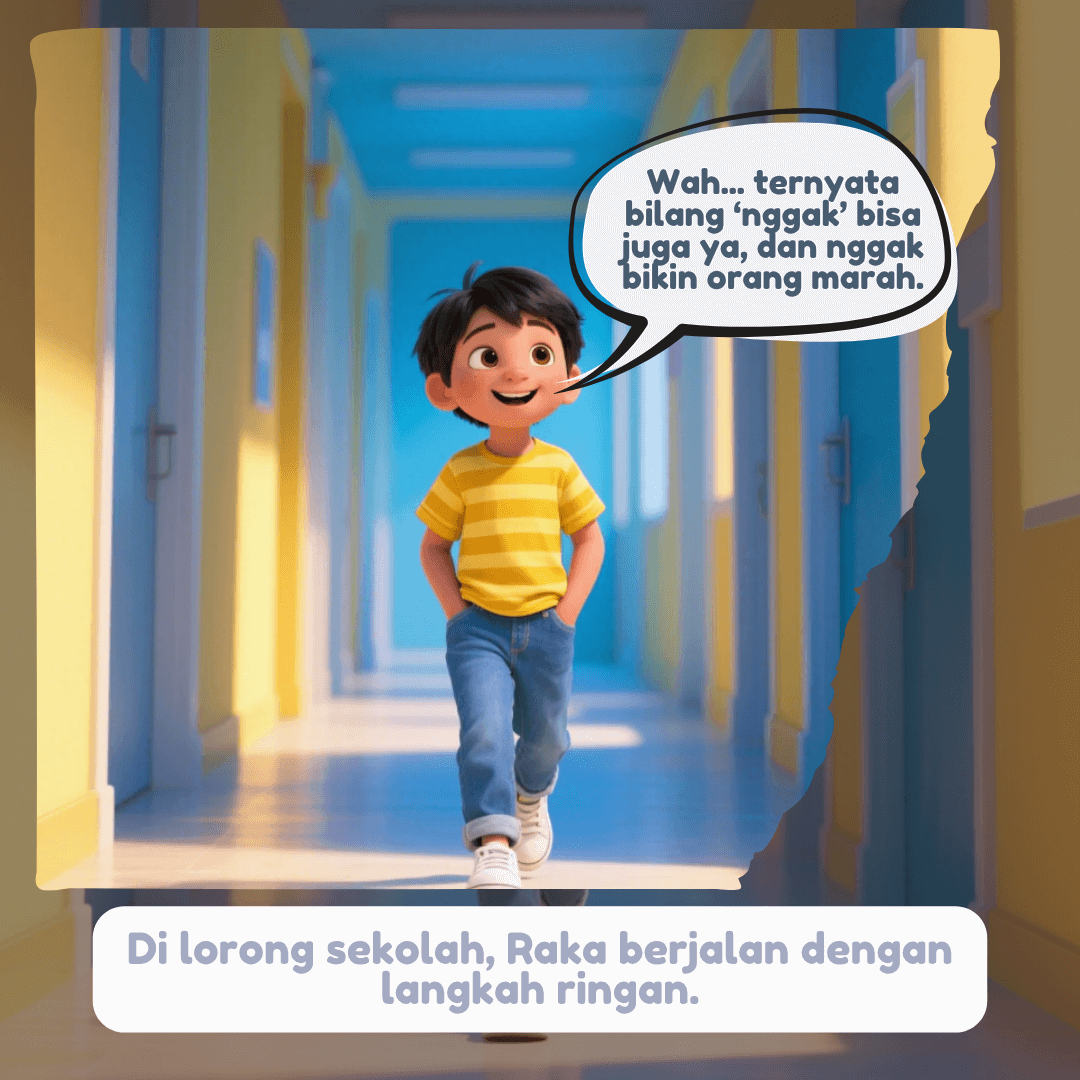 Wah... ternyata
bilang ‘nggak’ bisa
juga ya, dan nggak
bikin orang marah.
Di lorong sekolah, Raka berjalan dengan
langkah ringan.